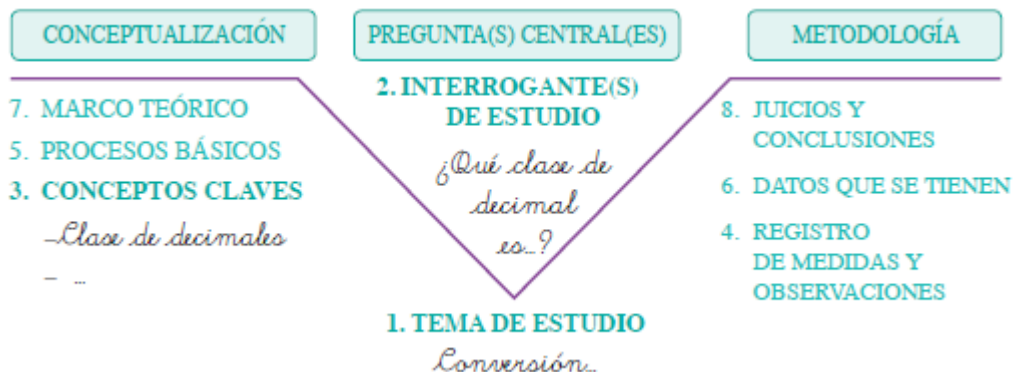 CONCEPTUALIZACIÓN
7. MARCO TEÓRICO
5. PROCESOS BÁSICOS
3. CONCEPTOS CLAVES
–Clase de decimales
– ...
PREGUNTA(S) CENTRAL(ES)
2. INTERROGANTE(S)
DE ESTUDIO
¿Qué clase de
decimal
es...?
1. TEMA DE ESTUDIO
Conversión...
METODOLOGÍA
8. JUICIOS Y
CONCLUSIONES
6. DATOS QUE SE TIENEN
4. REGISTRO
DE MEDIDAS Y
OBSERVACIONES